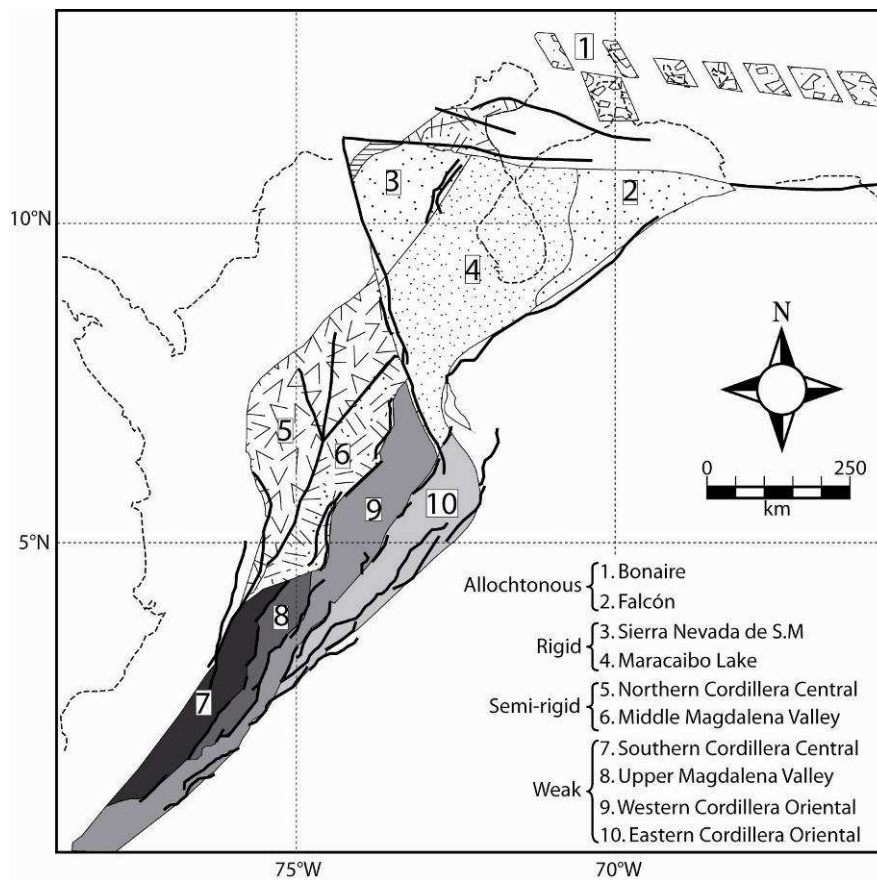 1
2
3
10°N
4
N
5
6
0 250
km
9
10
5°N
8
7
Allochtonous
1. Bonaire
2. Falcón
Rigid
3. Sierra Nevada de S.M
4. Maracaibo Lake
Semi-rigid
5. Northern Cordillera Central
6. Middle Magdalena Valley
Weak
7. Southern Cordillera Central
8. Upper Magdalena Valley
9. Western Cordillera Oriental
10. Eastern Cordillera Oriental
75°W
70°W